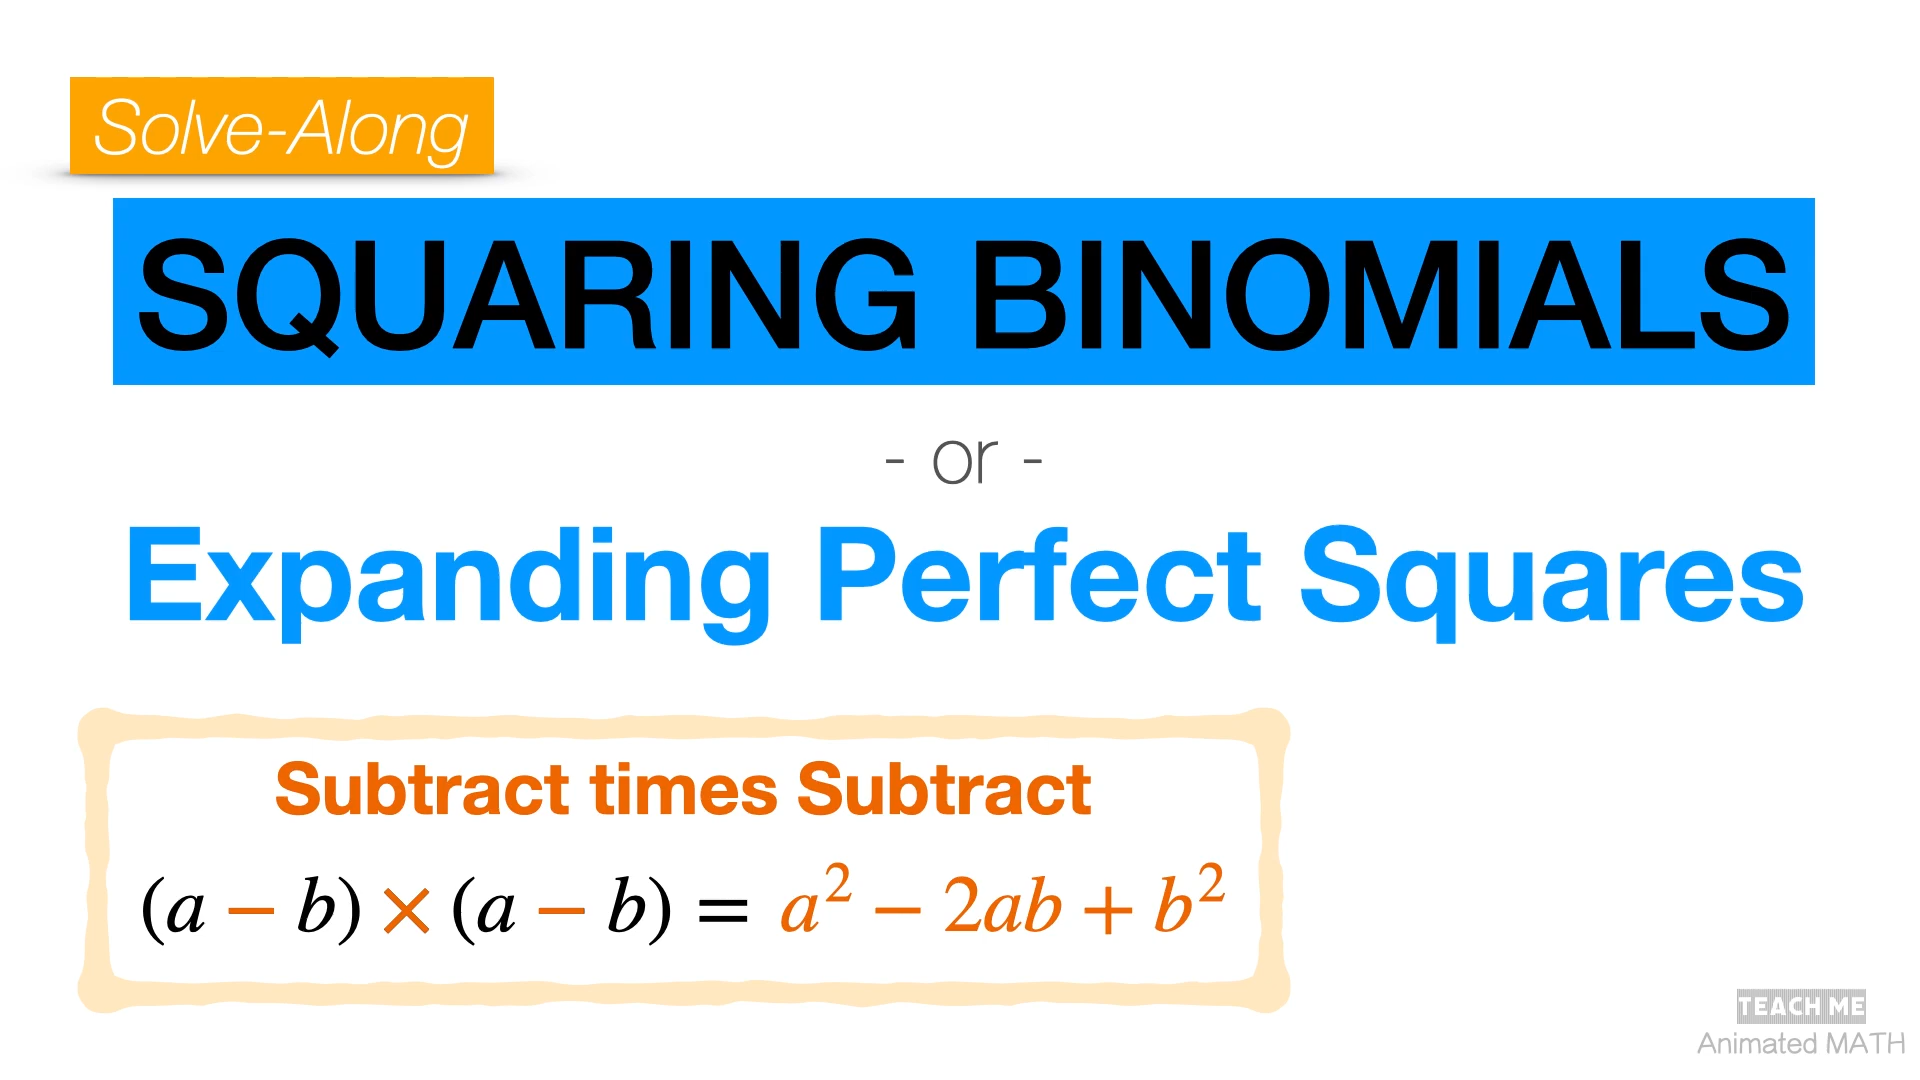 Solve-Along
SQUARING BINOMIALS
- or -
Expanding Perfect Squares
Subtract times Subtract
(a − b) × (a − b) = a² − 2ab + b²
TEACH ME
Animated MATH